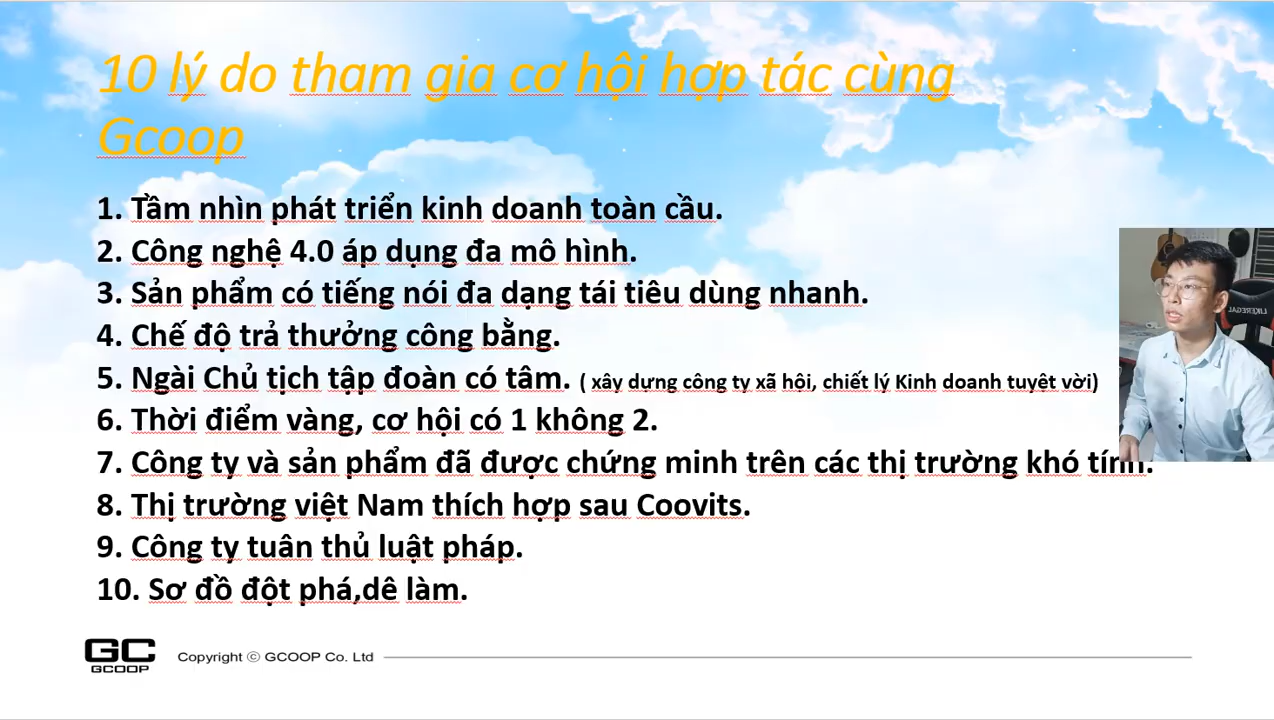 10 lý do tham gia cơ hội hợp tác cùng
Gcoop
1. Tầm nhìn phát triển kinh doanh toàn cầu.
2. Công nghệ 4.0 áp dụng đa mô hình.
3. Sản phẩm có tiếng nói đa dạng tái tiêu dùng nhanh.
4. Chế độ trả thưởng công bằng.
5. Ngài Chủ tịch tập đoàn có tâm. ( xây dựng công ty xã hội, chiết lý Kinh doanh tuyệt vời)
6. Thời điểm vàng, cơ hội có 1 không 2.
7. Công ty và sản phẩm đã được chứng minh trên các thị trường khó tính.
8. Thị trường việt Nam thích hợp sau Coovits.
9. Công ty tuân thủ luật pháp.
10. Sơ đồ đột phá,dê làm.
GC
GCOOP
Copyright ⓒ GCOOP Co. Ltd